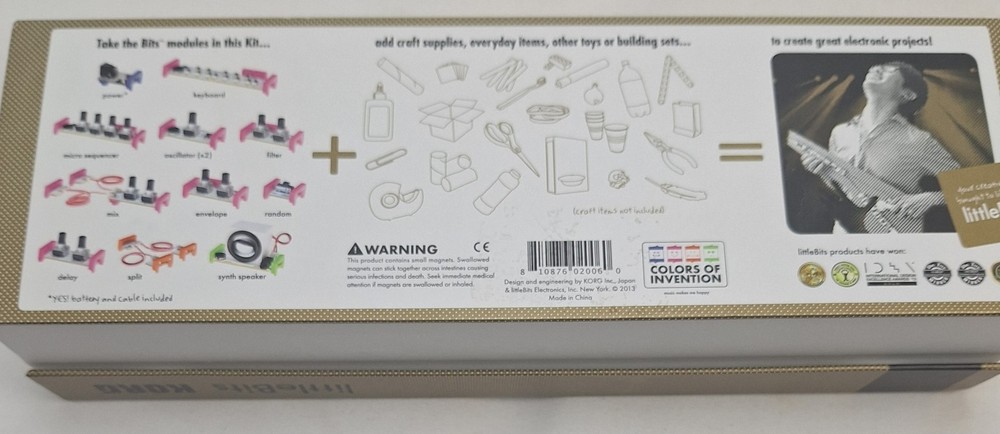 Take the Bits™ modules in this Kit...
power™
keyboard
micro sequencer
oscillator (x2)
filter
mix
envelope
random
delay
split
synth speaker
*YES! battery and cable included
+
add craft supplies, everyday items, other toys or building sets...
(craft items not included)
WARNING
This product contains small magnets. Swallowed
magnets can stick together across intestines causing
serious infections and death. Seek immediate medical
attention if magnets are swallowed or inhaled.
CE
8 10876 02006 0
Design and engineering by KORG Inc., Japan
& littleBits Electronics, Inc. New York. © 2013
Made in China
COLORS OF
INVENTION
=
to create great electronic projects!
little
littleBits products have won:
littleBits KORG